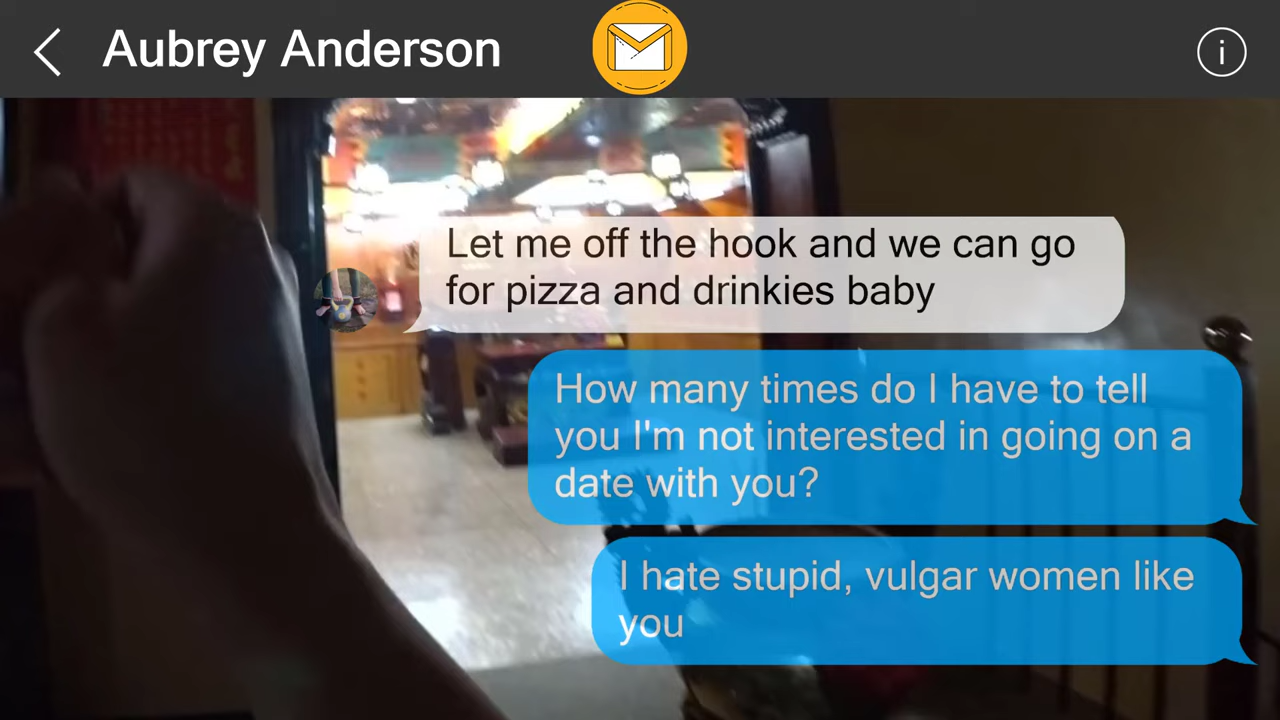 Aubrey Anderson
Let me off the hook and we can go
for pizza and drinkies baby
How many times do I have to tell
you I'm not interested in going on a
date with you?
I hate stupid, vulgar women like
you